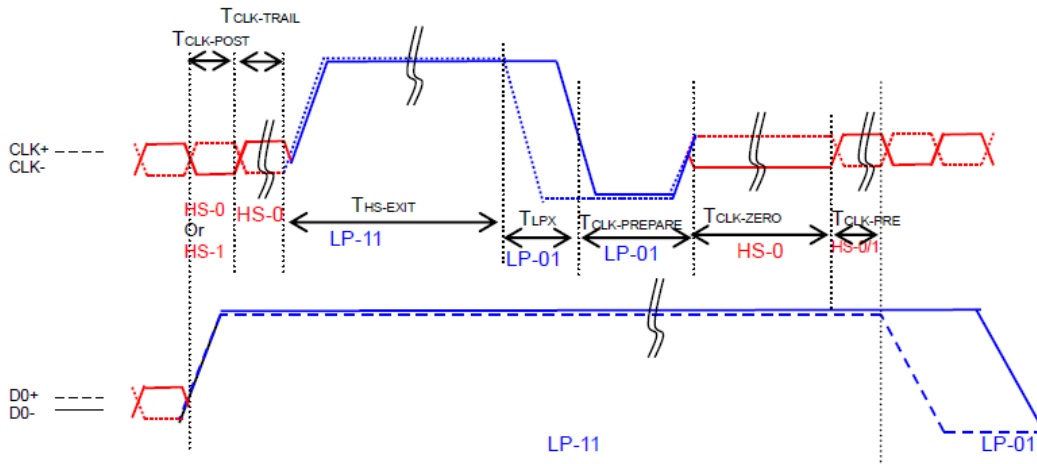 TCLK-TRAIL
TCLK-POST
CLK+
CLK-
HS-0
Or
HS-1
HS-0
THS-EXIT
LP-11
TLPX
LP-01
TCLK-PREPARE
LP-01
TCLK-ZERO
HS-0
TCLK-PRE
HS-0/1
D0+
D0-
LP-11
LP-01